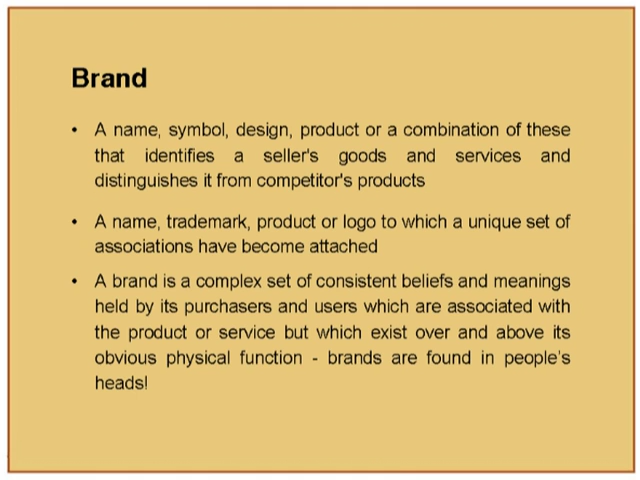 Brand
• A name, symbol, design, product or a combination of these
that identifies a seller's goods and services and
distinguishes it from competitor's products
• A name, trademark, product or logo to which a unique set of
associations have become attached
• A brand is a complex set of consistent beliefs and meanings
held by its purchasers and users which are associated with
the product or service but which exist over and above its
obvious physical function - brands are found in people's
heads!